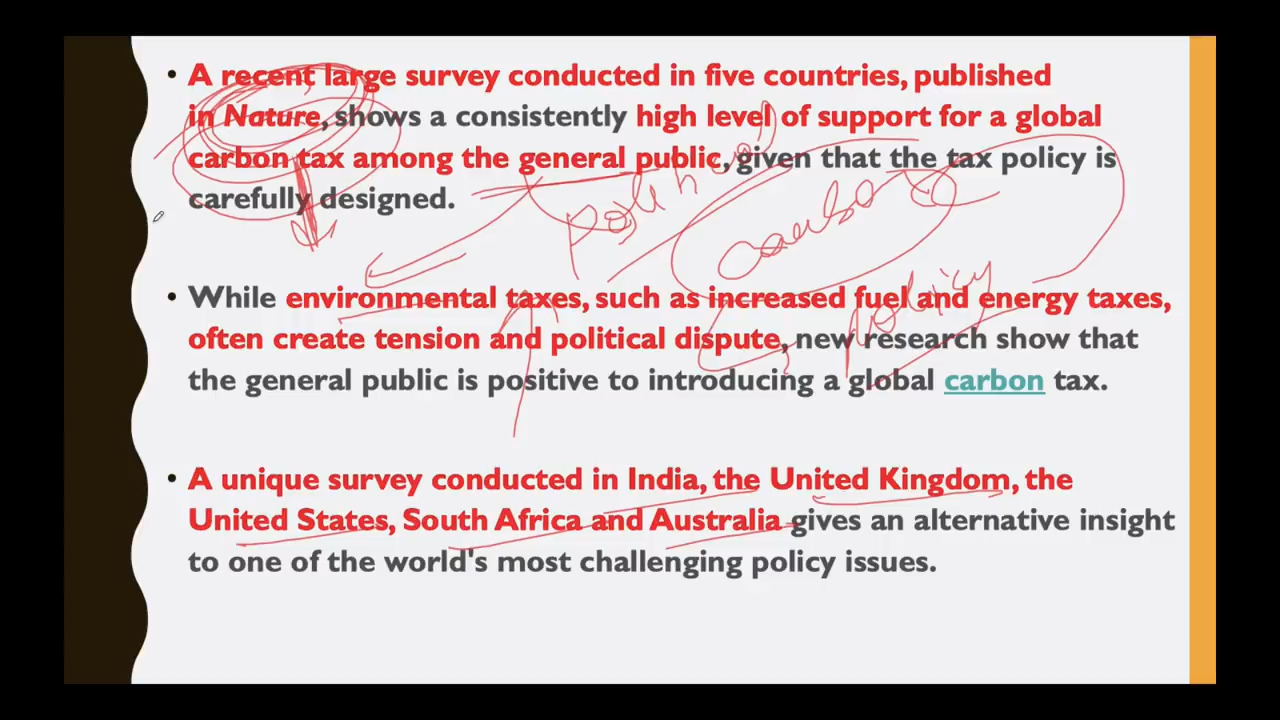 • A recent large survey conducted in five countries, published
in Nature, shows a consistently high level of support for a global
carbon tax among the general public, given that the tax policy is
carefully designed.
political
carbon
policy
• While environmental taxes, such as increased fuel and energy taxes,
often create tension and political dispute, new research show that
the general public is positive to introducing a global carbon tax.
• A unique survey conducted in India, the United Kingdom, the
United States, South Africa and Australia gives an alternative insight
to one of the world's most challenging policy issues.